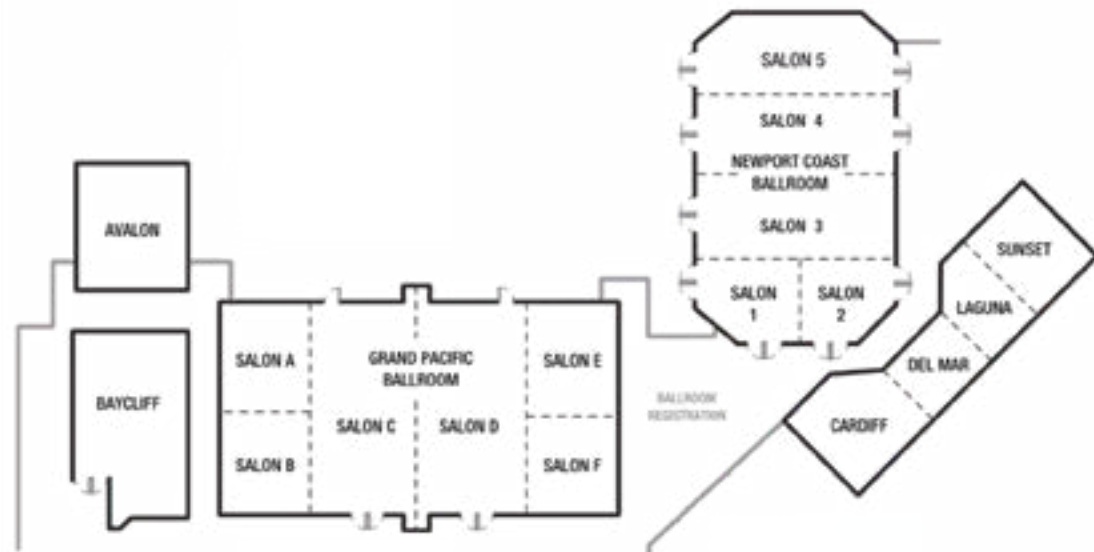 SALON 5
SALON 4
NEWPORT COAST
BALLROOM
SALON 3
SALON
1
SALON
2
AVALON
BAYCLIFF
SALON A
SALON B
GRAND PACIFIC
BALLROOM
SALON C
SALON D
SALON E
SALON F
BALLROOM
REGISTRATION
SUNSET
LAGUNA
DEL MAR
CARDIFF